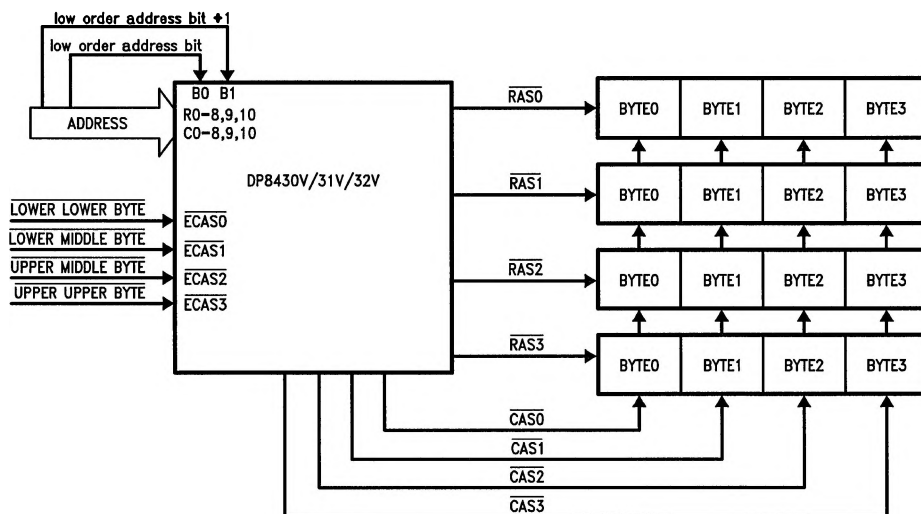 low order address bit +1
low order address bit
B0 B1
ADDRESS
R0-8,9,10
C0-8,9,10
DP8430V/31V/32V
LOWER LOWER BYTE
LOWER MIDDLE BYTE
UPPER MIDDLE BYTE
UPPER UPPER BYTE
ECAS0
ECAS1
ECAS2
ECAS3
RAS0
BYTE0 BYTE1 BYTE2 BYTE3
RAS1
BYTE0 BYTE1 BYTE2 BYTE3
RAS2
BYTE0 BYTE1 BYTE2 BYTE3
RAS3
BYTE0 BYTE1 BYTE2 BYTE3
CAS0
CAS1
CAS2
CAS3